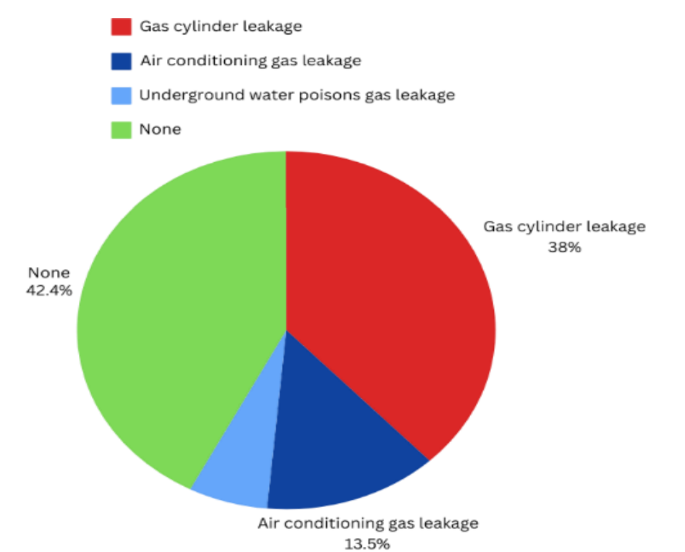 Gas cylinder leakage
Air conditioning gas leakage
Underground water poisons gas leakage
None
Gas cylinder leakage
38%
None
42.4%
Air conditioning gas leakage
13.5%